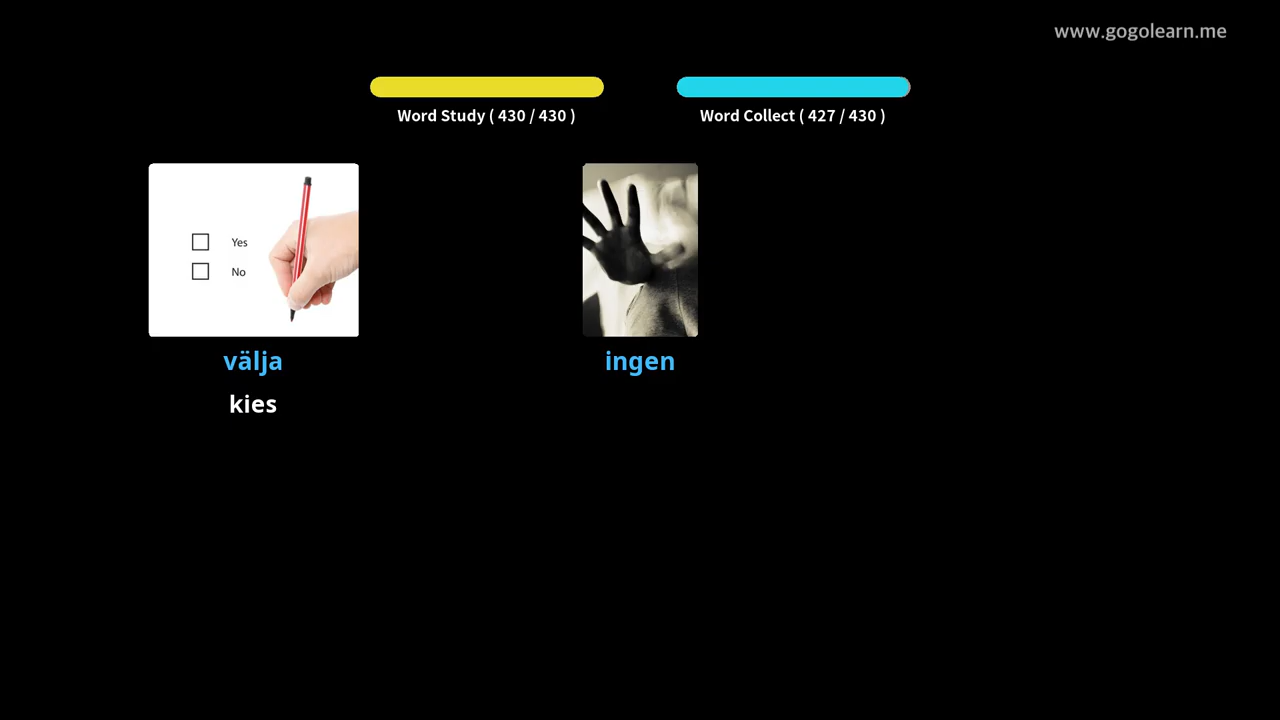 www.gogolearn.me
Word Study ( 430 / 430 )
Word Collect ( 427 / 430 )
Yes
No
välja
ingen
kies